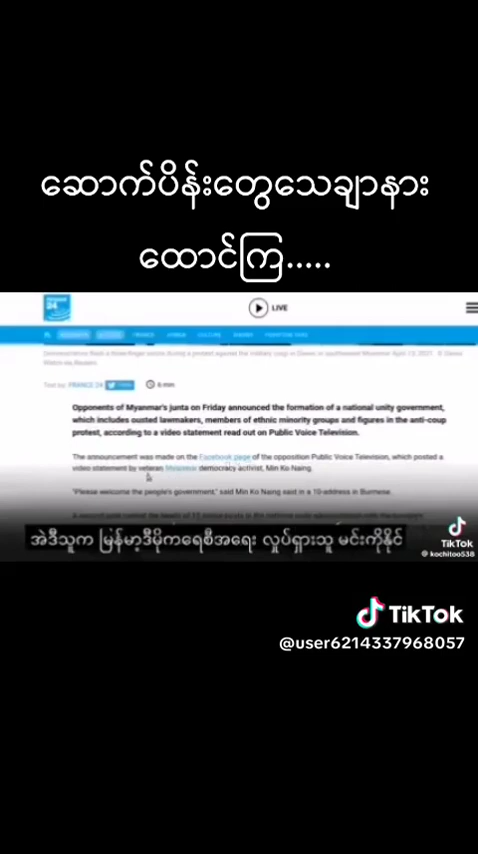 ဆောက်ပိန်းတွေသေချာနား
ထောင်ကြ.....
24
LIVE
FRANCE
Text by: FRANCE 24
6 min
Opponents of Myanmar's junta on Friday announced the formation of a national unity government,
which includes ousted lawmakers, members of ethnic minority groups and figures in the anti-coup
protest, according to a video statement read out on Public Voice Television.
The announcement was made on the Facebook page of the opposition Public Voice Television, which posted a
video statement by veteran Myanmar democracy activist, Min Ko Naing.
"Please welcome the people's government," said Min Ko Naing said in a 10-address in Burmese.
အဲဒီသူက မြန်မာ့ဒီမိုကရေစီအရေး လှုပ်ရှားသူ မင်းကိုနိုင်
TikTok
@kochitoo538
TikTok
@user6214337968057